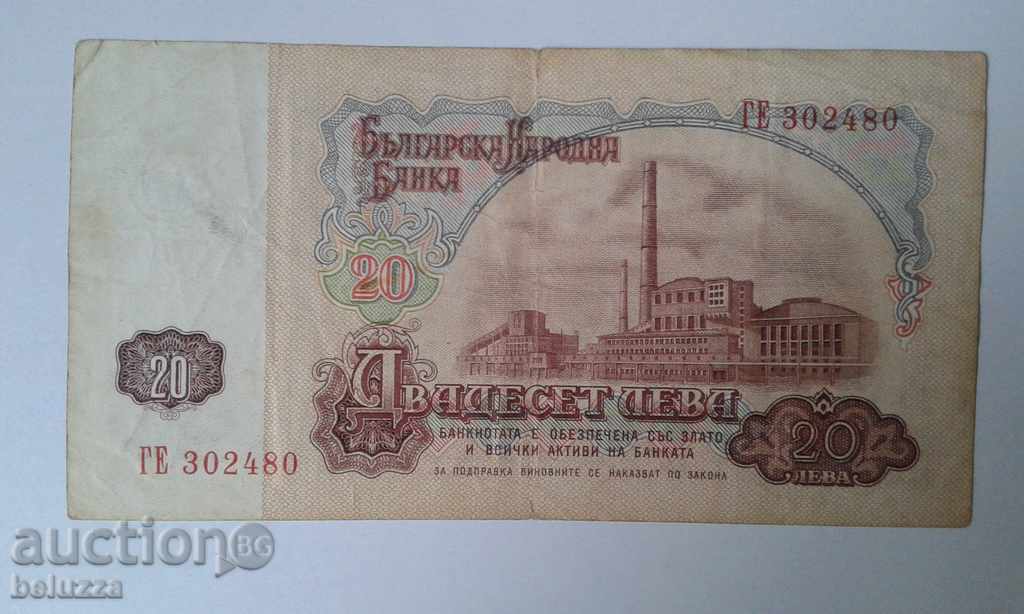 ГЕ 302480
Българска Народна
Банка
20
20
Двадесет лева
БАНКНОТАТА Е ОБЕЗПЕЧЕНА СЪС ЗЛАТО
И ВСИЧКИ АКТИВИ НА БАНКАТА
ЗА ПОДПРАВКА ВИНОВНИТЕ СЕ НАКАЗВАТ ПО ЗАКОНА
20
ЛЕВА
ГЕ 302480
auction BG
beluzza